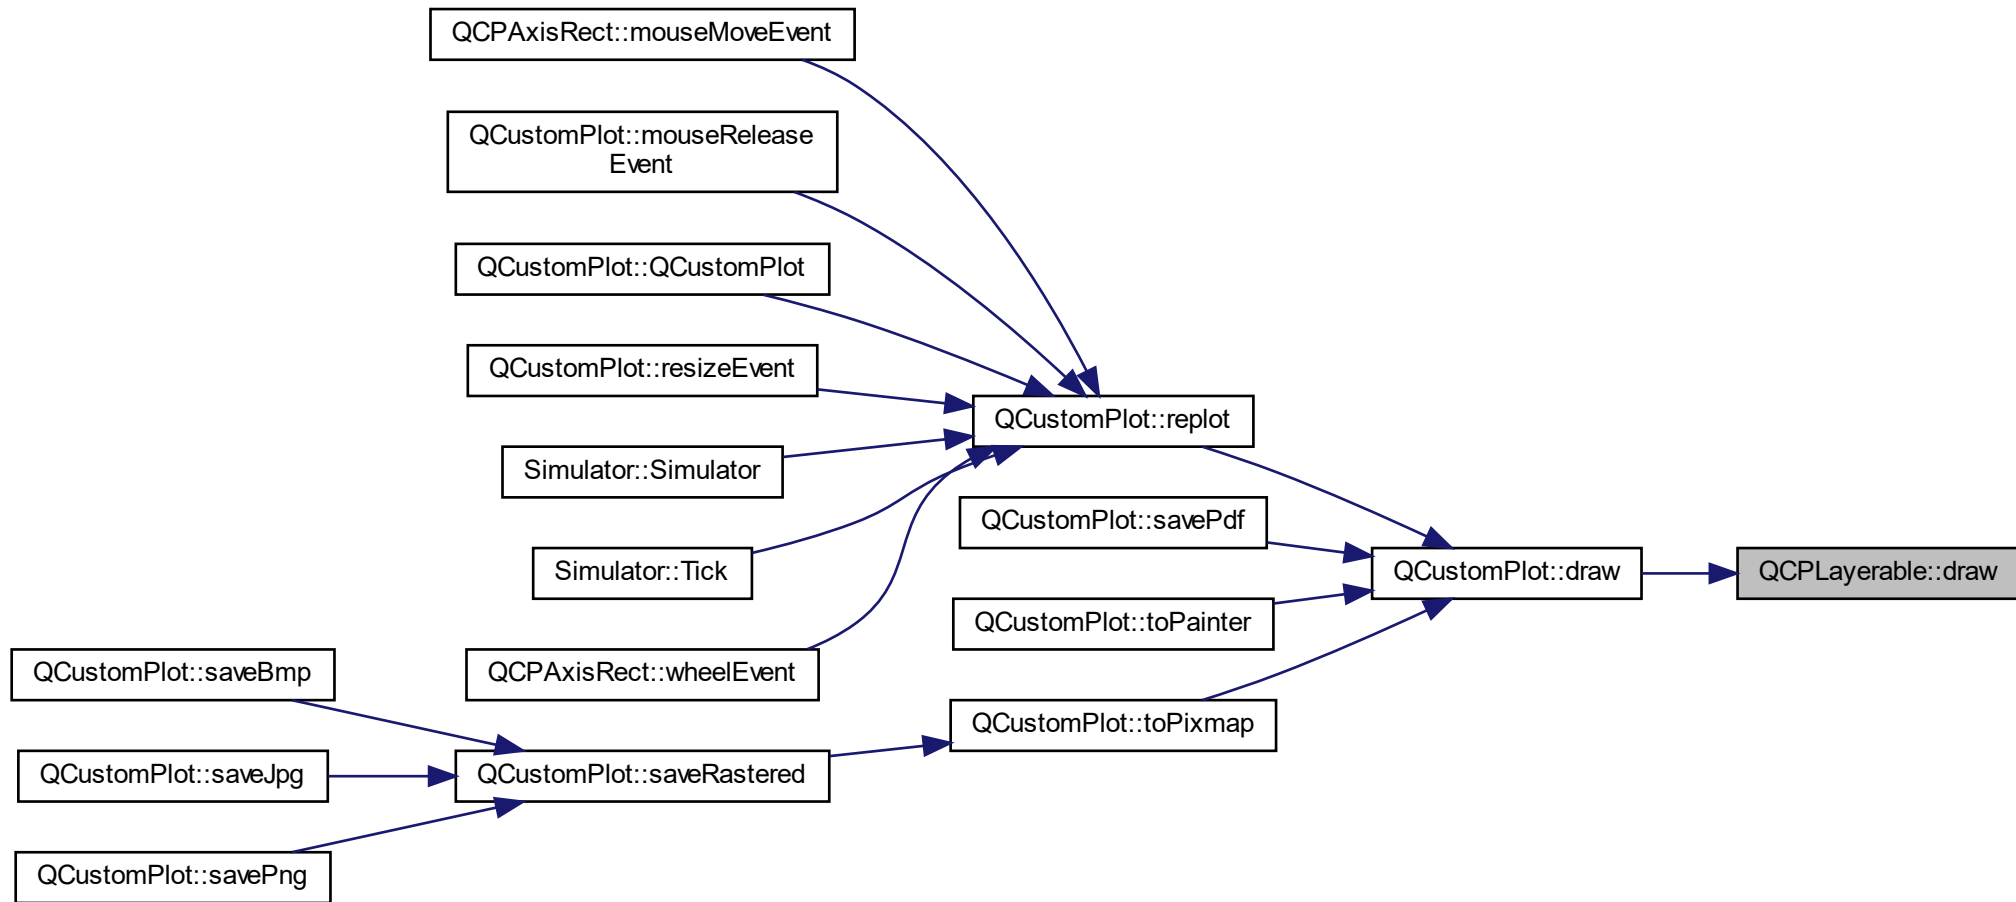 QCPAxisRect::mouseMoveEvent
QCustomPlot::mouseRelease
Event
QCustomPlot::QCustomPlot
QCustomPlot::resizeEvent
QCustomPlot::replot
Simulator::Simulator
QCustomPlot::savePdf
Simulator::Tick
QCustomPlot::draw
QCPLayerable::draw
QCustomPlot::toPainter
QCustomPlot::saveBmp
QCPAxisRect::wheelEvent
QCustomPlot::toPixmap
QCustomPlot::saveJpg
QCustomPlot::saveRastered
QCustomPlot::savePng